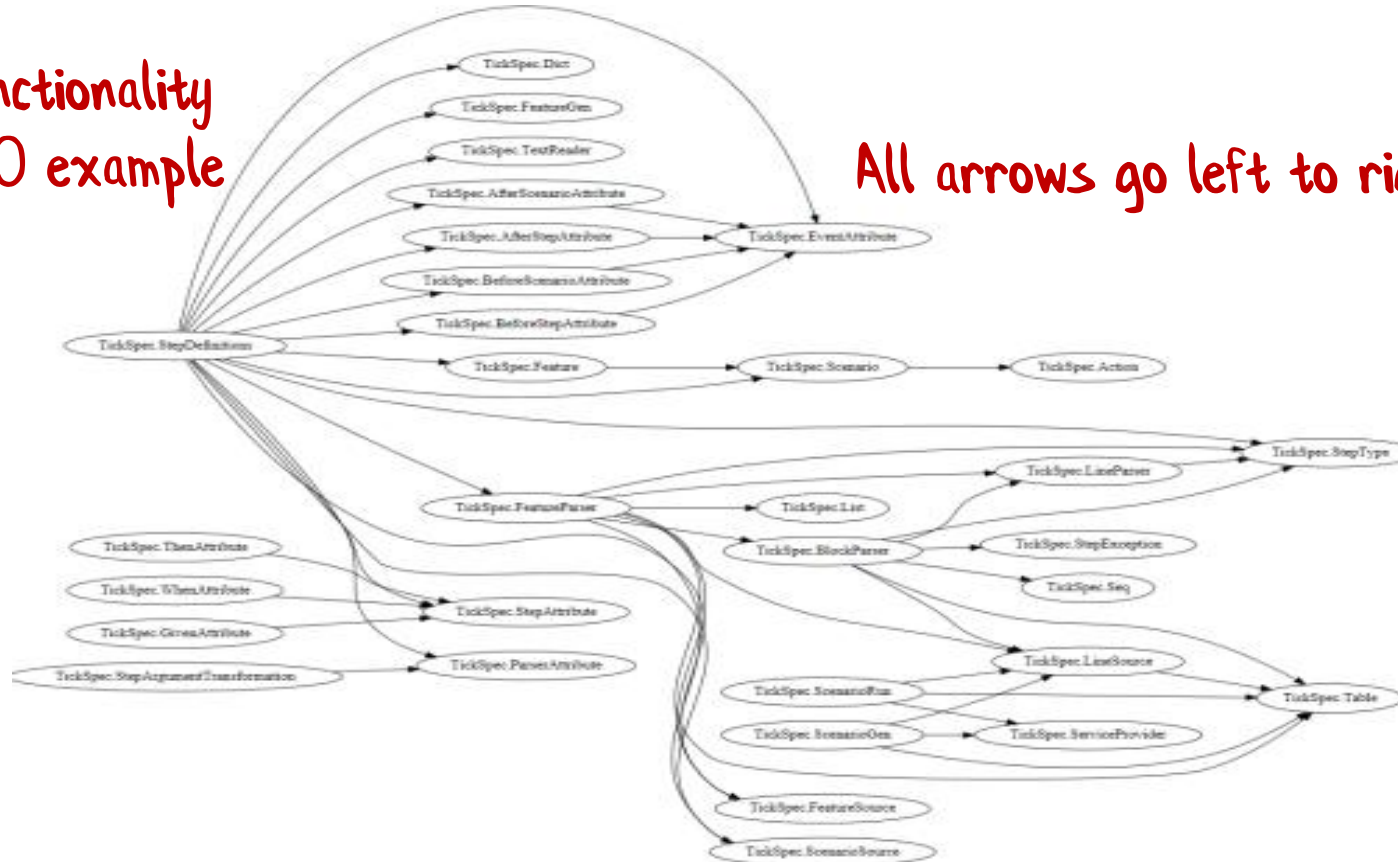 nctionality
O example
All arrows go left to ri
TickSpec.Dict
TickSpec.FeatureGen
TickSpec.TextReader
TickSpec.AfterScenarioAttribute
TickSpec.AfterStepAttribute
TickSpec.EventAttribute
TickSpec.BeforeScenarioAttribute
TickSpec.BeforeStepAttribute
TickSpec.StepDefinitions
TickSpec.Feature
TickSpec.Scenario
TickSpec.Action
TickSpec.StepType
TickSpec.LineParser
TickSpec.FeatureParser
TickSpec.List
TickSpec.BlockParser
TickSpec.StepException
TickSpec.ThenAttribute
TickSpec.Seq
TickSpec.WhenAttribute
TickSpec.StepAttribute
TickSpec.GivenAttribute
TickSpec.ParserAttribute
TickSpec.LineSource
TickSpec.StepArgumentTransformation
TickSpec.ScenarioRun
TickSpec.Table
TickSpec.ScenarioGen
TickSpec.ServiceProvider
TickSpec.FeatureSource
TickSpec.ScenarioSource